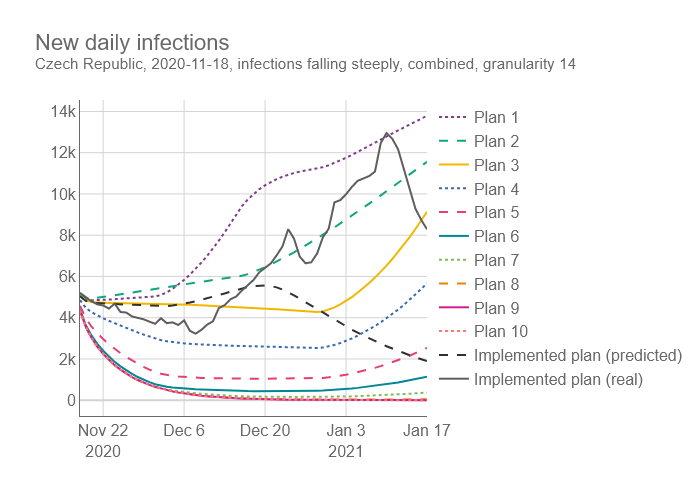 New daily infections
Czech Republic, 2020-11-18, infections falling steeply, combined, granularity 14
14k
12k
10k
8k
6k
4k
2k
0
Nov 22
2020
Dec 6
Dec 20
Jan 3
2021
Jan 17
Plan 1
Plan 2
Plan 3
Plan 4
Plan 5
Plan 6
Plan 7
Plan 8
Plan 9
Plan 10
Implemented plan (predicted)
Implemented plan (real)